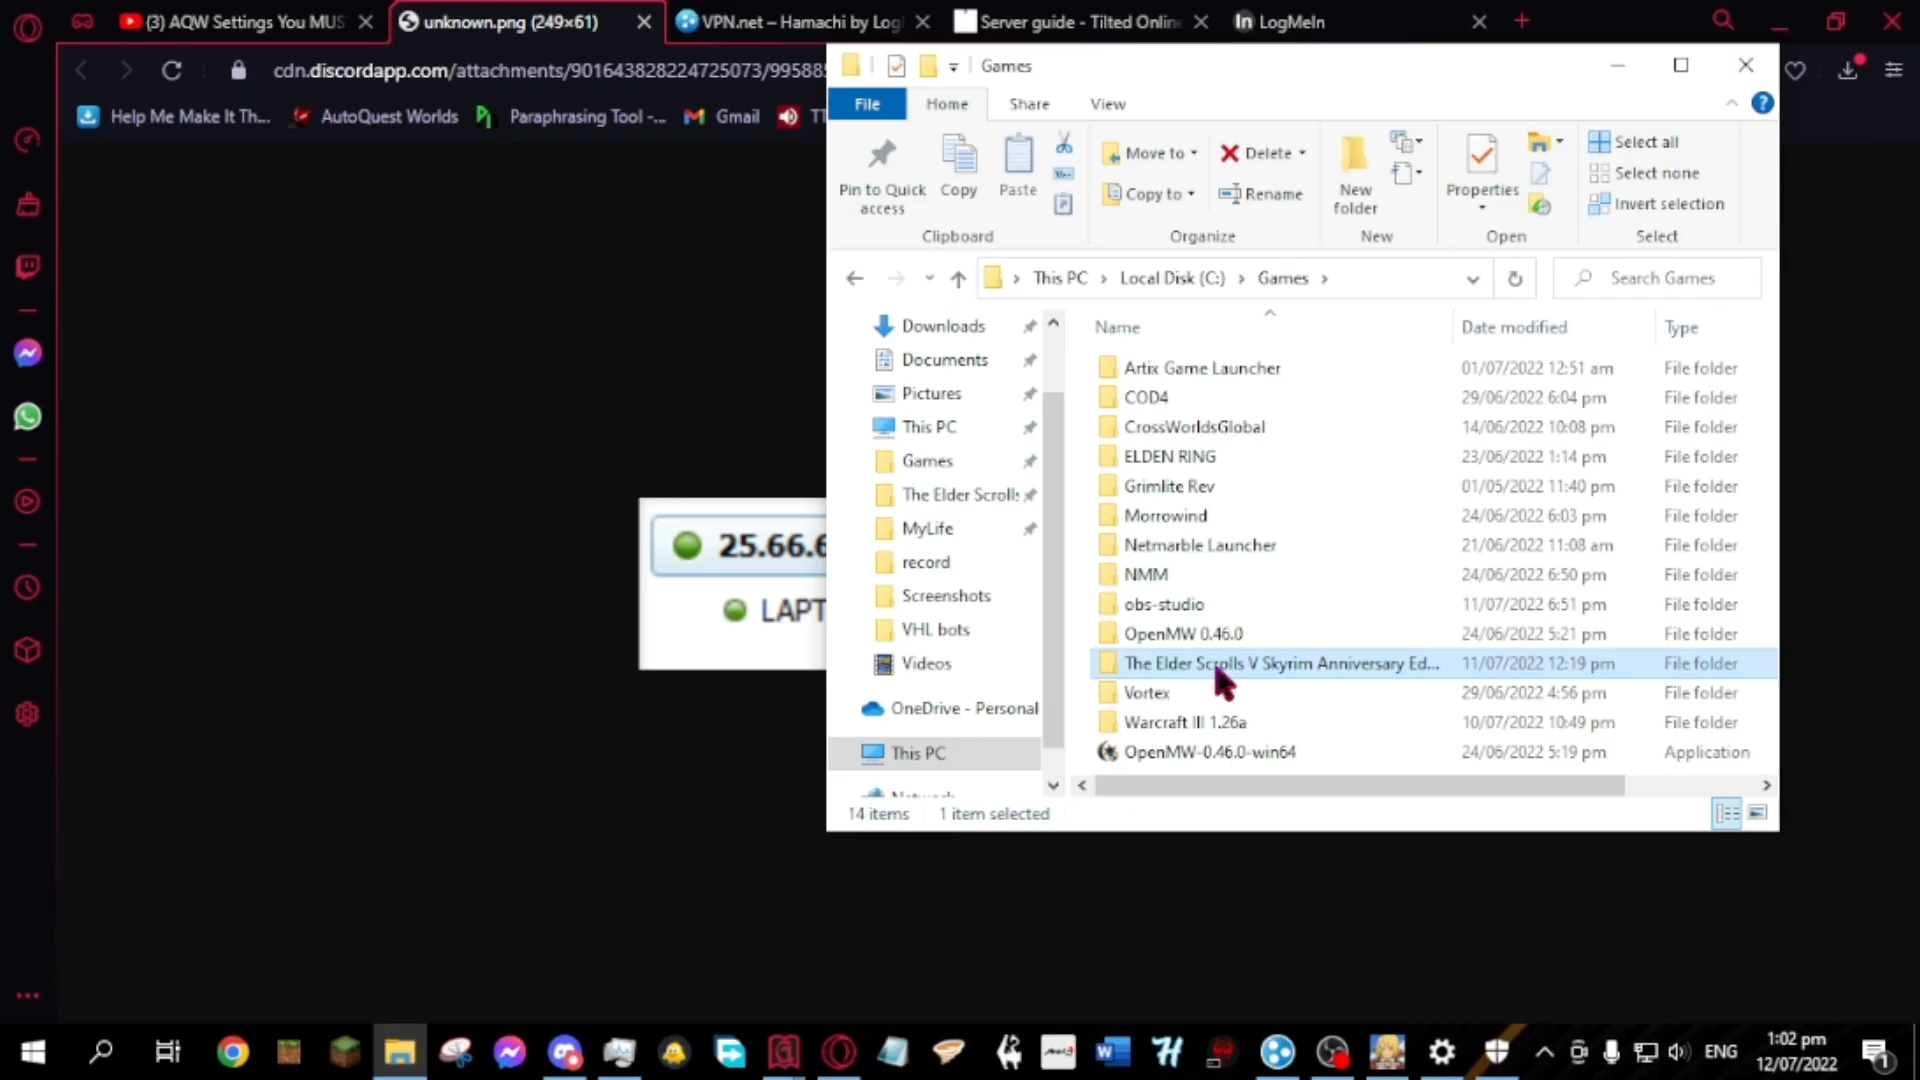 (3) AQW Settings You MUS
unknown.png (249×61)
VPN.net – Hamachi by Log
Server guide - Tilted Online
LogMeIn
cdn.discordapp.com/attachments/901643828224725073/99588
Help Me Make It Th...
AutoQuest Worlds
Paraphrasing Tool -...
Gmail
Games
File
Home
Share
View
Pin to Quick access
Copy
Paste
Move to
Copy to
Delete
Rename
New folder
Properties
Select all
Select none
Invert selection
Clipboard
Organize
New
Open
Select
This PC > Local Disk (C:) > Games >
Search Games
Downloads
Documents
Pictures
This PC
Games
The Elder Scrolls
MyLife
record
Screenshots
VHL bots
Videos
OneDrive - Personal
This PC
Network
Name Date modified Type
Artix Game Launcher 01/07/2022 12:51 am File folder
COD4 29/06/2022 6:04 pm File folder
CrossWorldsGlobal 14/06/2022 10:08 pm File folder
ELDEN RING 23/06/2022 1:14 pm File folder
Grimlite Rev 01/05/2022 11:40 pm File folder
Morrowind 24/06/2022 6:03 pm File folder
Netmarble Launcher 21/06/2022 11:08 am File folder
NMM 24/06/2022 6:50 pm File folder
obs-studio 11/07/2022 6:51 pm File folder
OpenMW 0.46.0 24/06/2022 5:21 pm File folder
The Elder Scrolls V Skyrim Anniversary Ed... 11/07/2022 12:19 pm File folder
Vortex 29/06/2022 4:56 pm File folder
Warcraft III 1.26a 10/07/2022 10:49 pm File folder
OpenMW-0.46.0-win64 24/06/2022 5:19 pm Application
14 items 1 item selected
25.66.6
LAPT
ENG
1:02 pm
12/07/2022